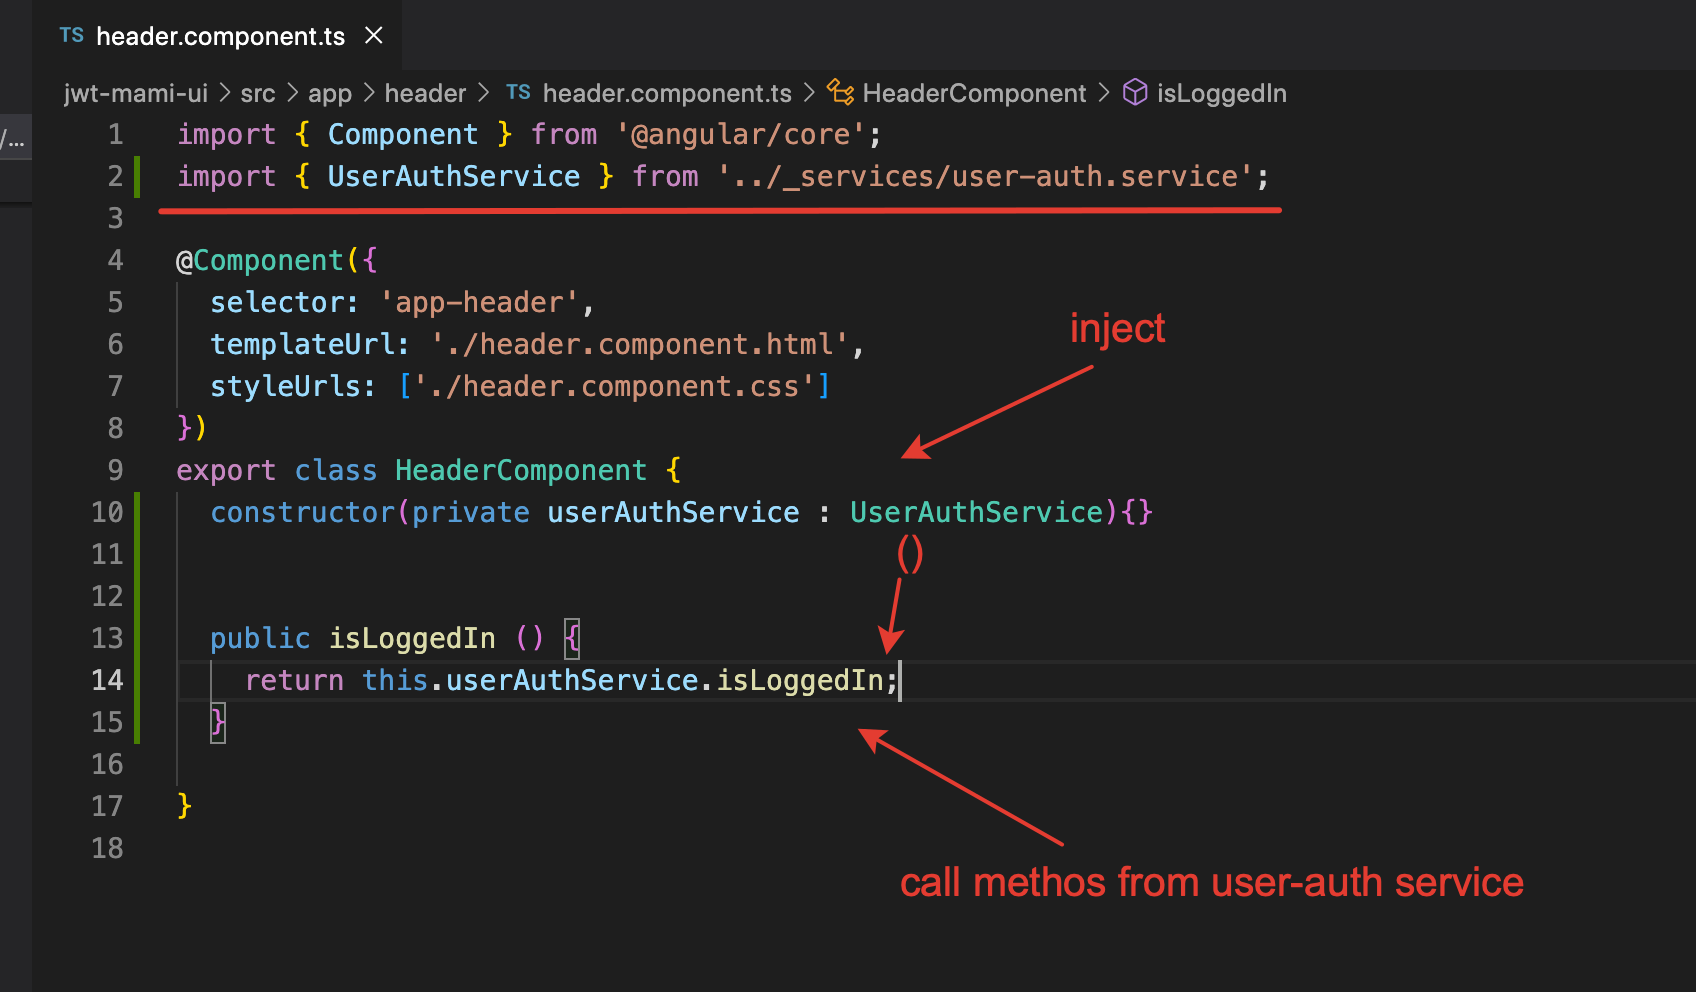 TS header.component.ts
jwt-mami-ui > src > app > header > TS header.component.ts > HeaderComponent > isLoggedIn
/...
1 import { Component } from '@angular/core';
2 import { UserAuthService } from '../_services/user-auth.service';
3
4 @Component({
5 selector: 'app-header',
inject
6 templateUrl: './header.component.html',
7 styleUrls: ['./header.component.css']
8 })
9 export class HeaderComponent {
10 constructor(private userAuthService : UserAuthService){}
11
()
12
13 public isLoggedIn () {
14 return this.userAuthService.isLoggedIn;
15 }
16
17 }
18
call methos from user-auth service